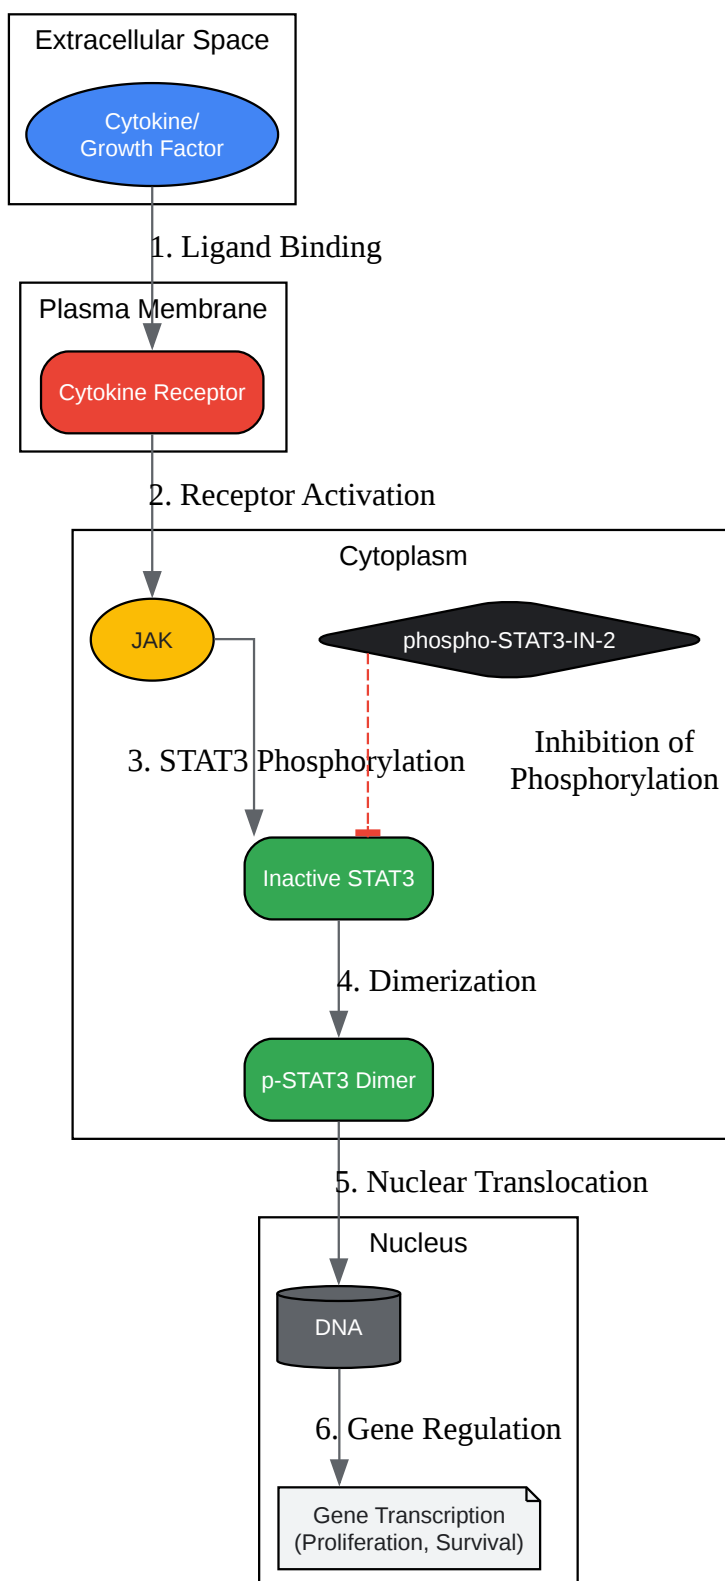 Extracellular Space
Cytokine/
Growth Factor
1. Ligand Binding
Plasma Membrane
Cytokine Receptor
2. Receptor Activation
Cytoplasm
JAK
phospho-STAT3-IN-2
Inhibition of
Phosphorylation
3. STAT3 Phosphorylation
Inactive STAT3
4. Dimerization
p-STAT3 Dimer
5. Nuclear Translocation
Nucleus
DNA
6. Gene Regulation
Gene Transcription
(Proliferation, Survival)